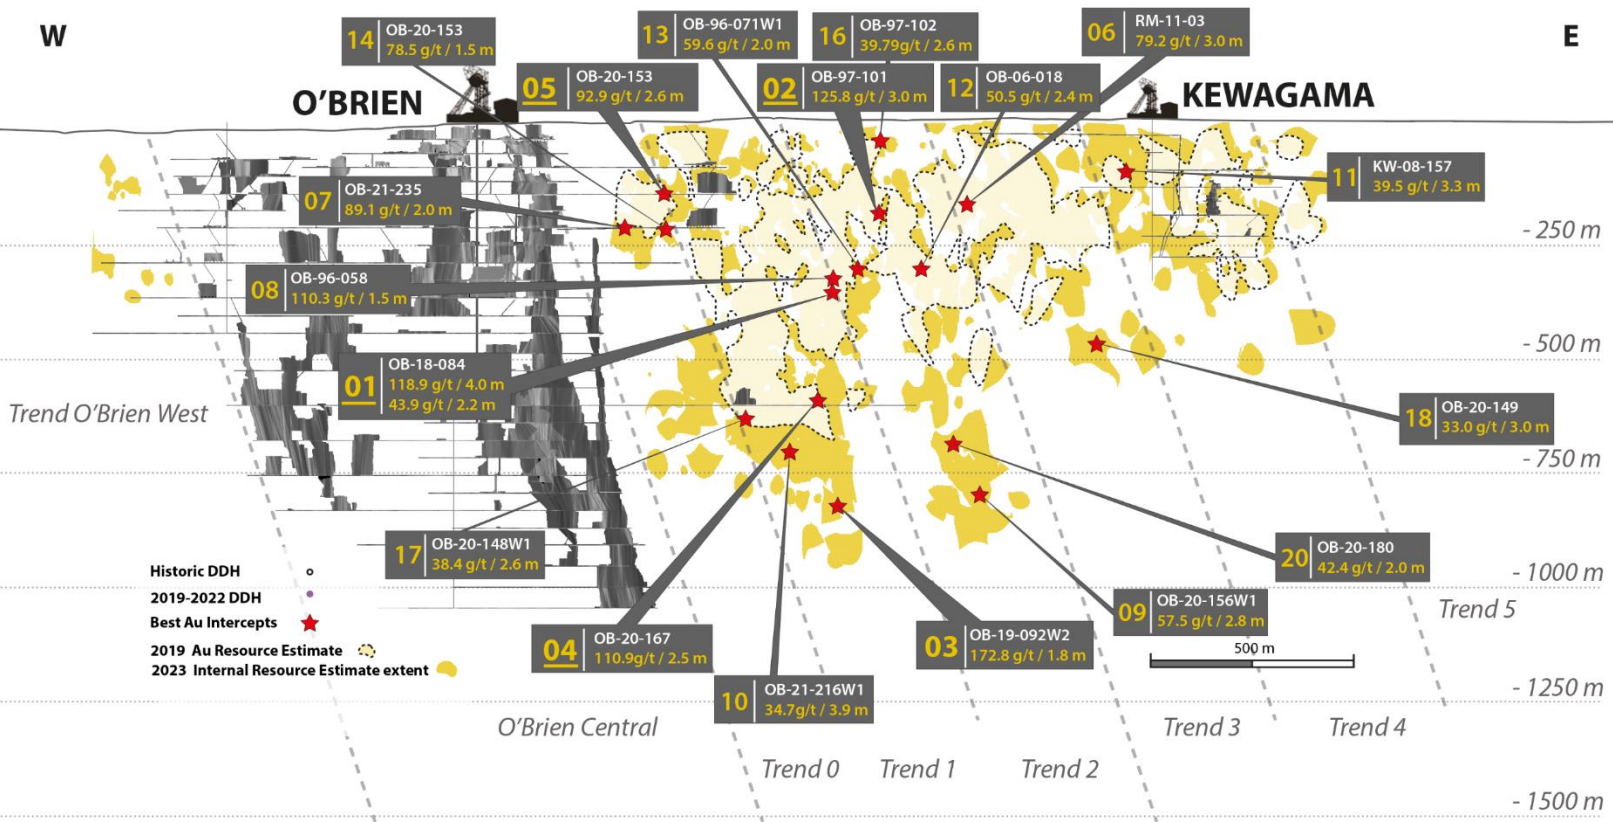 W
E
14
OB-20-153
78.5 g/t / 1.5 m
13
OB-96-071W1
59.6 g/t / 2.0 m
16
OB-97-102
39.79g/t / 2.6 m
06
RM-11-03
79.2 g/t / 3.0 m
05
OB-20-153
92.9 g/t / 2.6 m
02
OB-97-101
125.8 g/t / 3.0 m
12
OB-06-018
50.5 g/t / 2.4 m
O'BRIEN
KEWAGAMA
11
KW-08-157
39.5 g/t / 3.3 m
07
OB-21-235
89.1 g/t / 2.0 m
- 250 m
08
OB-96-058
110.3 g/t / 1.5 m
- 500 m
01
OB-18-084
118.9 g/t / 4.0 m
43.9 g/t / 2.2 m
Trend O'Brien West
18
OB-20-149
33.0 g/t / 3.0 m
- 750 m
17
OB-20-148W1
38.4 g/t / 2.6 m
20
OB-20-180
42.4 g/t / 2.0 m
- 1000 m
Historic DDH
2019-2022 DDH
Best Au Intercepts
2019 Au Resource Estimate
2023 Internal Resource Estimate extent
09
OB-20-156W1
57.5 g/t / 2.8 m
Trend 5
04
OB-20-167
110.9g/t / 2.5 m
03
OB-19-092W2
172.8 g/t / 1.8 m
500 m
10
OB-21-216W1
34.7g/t / 3.9 m
- 1250 m
O'Brien Central
Trend 3
Trend 4
Trend 0
Trend 1
Trend 2
- 1500 m